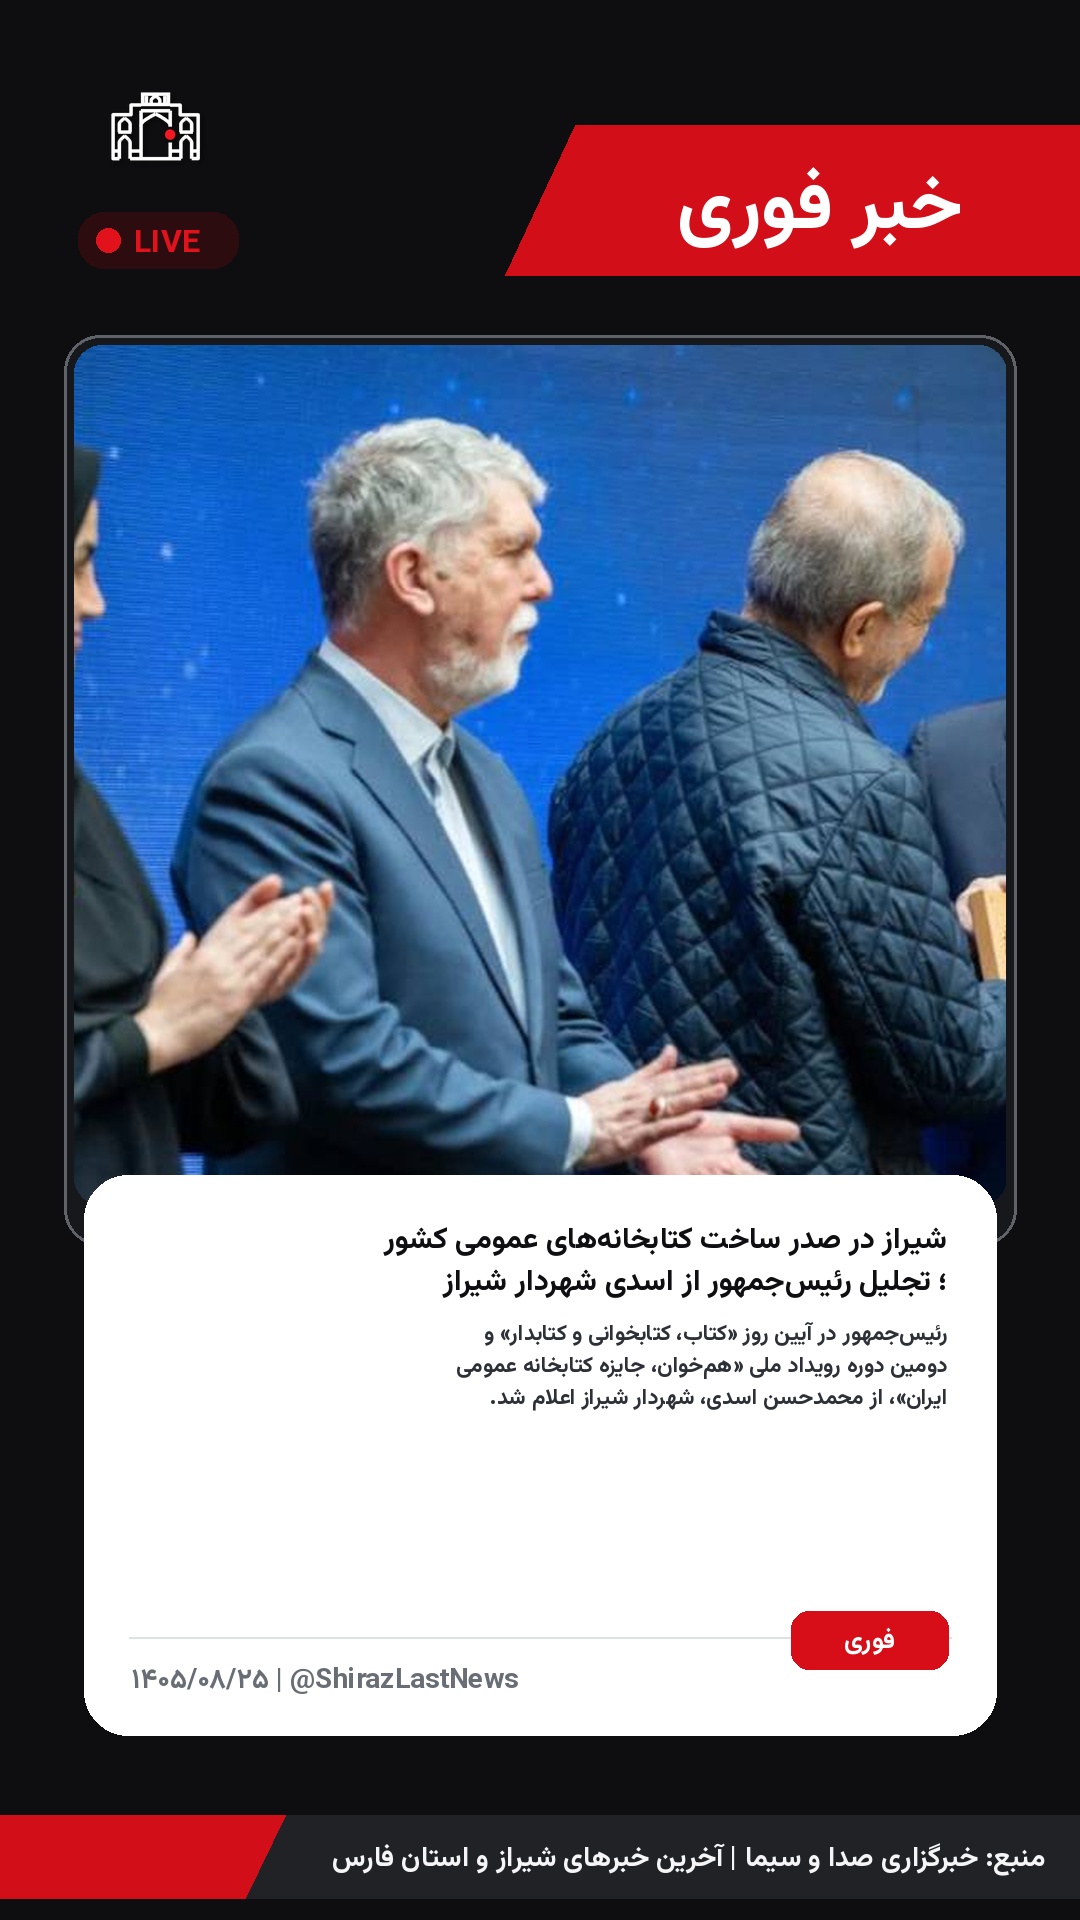 LIVE
خبر فوری
شیراز در صدر ساخت کتابخانه‌های عمومی کشور
؛ تجلیل رئیس‌جمهور از اسدی شهردار شیراز
رئیس‌جمهور در آیین روز «کتاب، کتابخوانی و کتابدار» و
دومین دوره رویداد ملی «هم‌خوان، جایزه کتابخانه عمومی
ایران»، از محمدحسن اسدی، شهردار شیراز اعلام شد.
فوری
۱۴۰۵/۰۸/۲۵ | @ShirazLastNews
منبع: خبرگزاری صدا و سیما | آخرین خبرهای شیراز و استان فارس